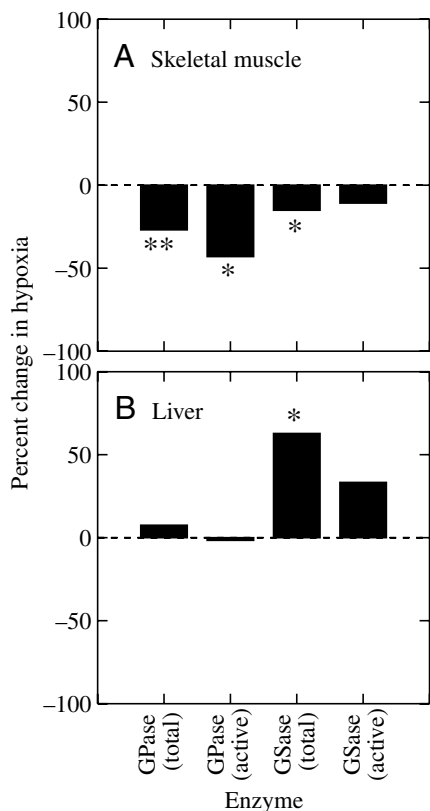 Percent change in hypoxia
100
A Skeletal muscle
50
0
**
*
*
−50
−100
100
B Liver
*
50
0
−50
−100
GPase
(total)
GPase
(active)
GSase
(total)
GSase
(active)
Enzyme